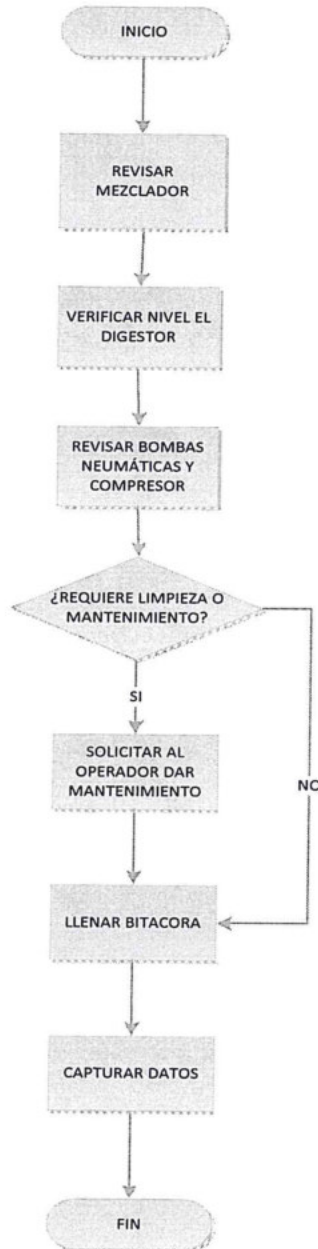 INICIO
REVISAR
MEZCLADOR
VERIFICAR NIVEL EL
DIGESTOR
REVISAR BOMBAS
NEUMÁTICAS Y
COMPRESOR
¿REQUIERE LIMPIEZA O
MANTENIMIENTO?
SI
SOLICITAR AL
OPERADOR DAR
MANTENIMIENTO
NO
LLENAR BITACORA
CAPTURAR DATOS
FIN